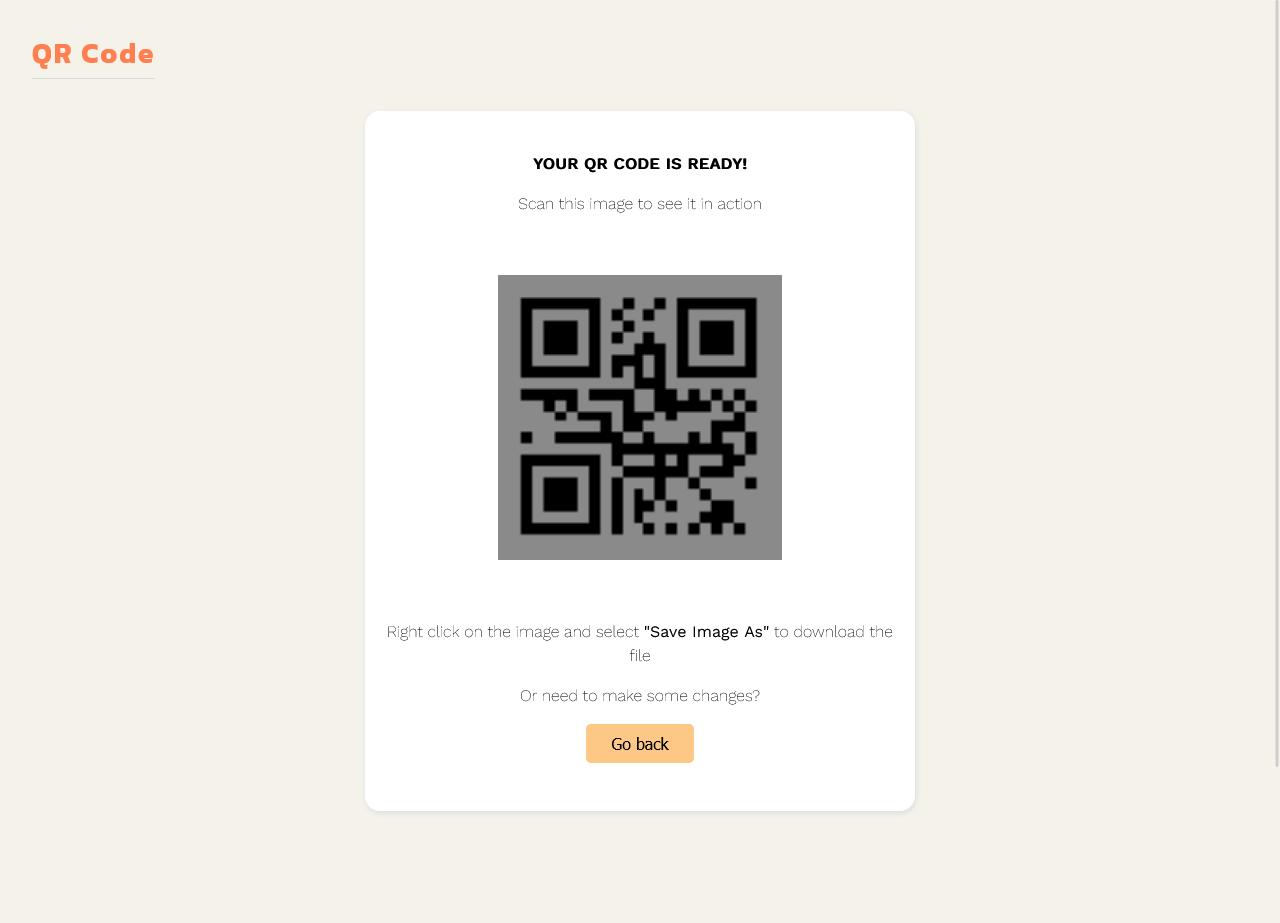 QR Code
YOUR QR CODE IS READY!
Scan this image to see it in action
Right click on the image and select "Save Image As" to download the
file
Or need to make some changes?
Go back